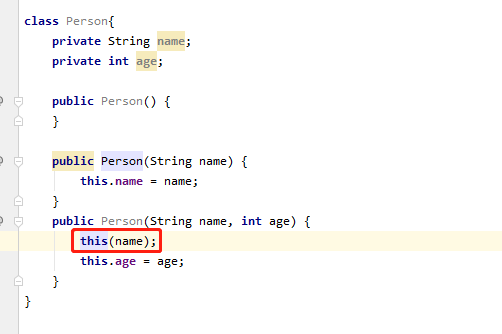 class Person{
private String name;
private int age;
public Person() {
}
public Person(String name) {
this.name = name;
}
public Person(String name, int age) {
this(name);
this.age = age;
}
}